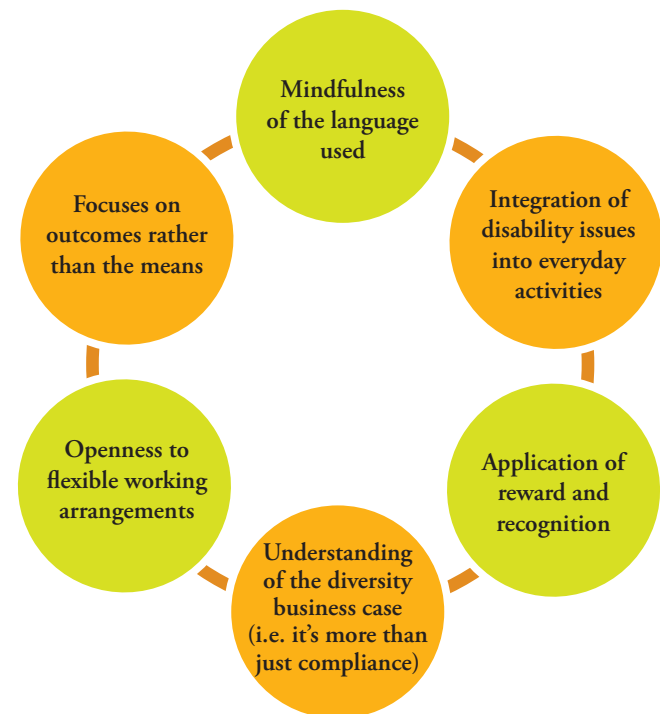 Mindfulness
of the language
used
Integration of
disability issues
into everyday
activities
Application of
reward and
recognition
Understanding
of the diversity
business case
(i.e. it's more than
just compliance)
Openness to
flexible working
arrangements
Focuses on
outcomes rather
than the means